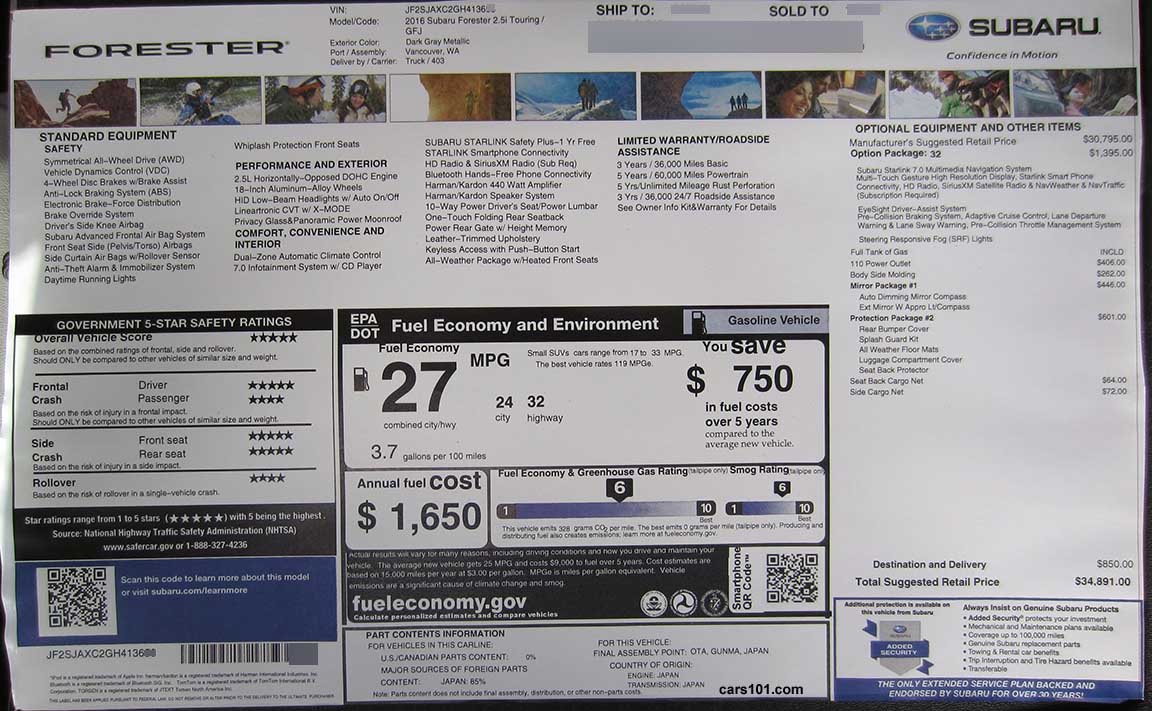 FORESTER®
VIN: JF2SJAXC2GH4136
Model/Code: 2016 Subaru Forester 2.5i Touring /
GFJ
Exterior Color: Dark Gray Metallic
Port / Assembly: Vancouver, WA
Deliver by / Carrier: Truck / 403
SHIP TO:
SOLD TO
SUBARU
SUBARU.
Confidence in Motion
STANDARD EQUIPMENT
SAFETY
Symmetrical All-Wheel Drive (AWD)
Vehicle Dynamics Control (VDC)
4-Wheel Disc Brakes w/Brake Assist
Anti-Lock Braking System (ABS)
Electronic Brake-Force Distribution
Brake Override System
Driver's Side Knee Airbag
Subaru Advanced Frontal Air Bag System
Front Seat Side (Pelvis/Torso) Airbags
Side Curtain Air Bags w/Rollover Sensor
Anti-Theft Alarm & Immobilizer System
Daytime Running Lights
Whiplash Protection Front Seats
PERFORMANCE AND EXTERIOR
2.5L Horizontally-Opposed DOHC Engine
18-Inch Aluminum-Alloy Wheels
HID Low-Beam Headlights w/ Auto On/Off
Lineartronic CVT w/ X-MODE
Privacy Glass&Panoramic Power Moonroof
COMFORT, CONVENIENCE AND
INTERIOR
Dual-Zone Automatic Climate Control
7.0 Infotainment System w/ CD Player
SUBARU STARLINK Safety Plus-1 Yr Free
STARLINK Smartphone Connectivity
HD Radio & SiriusXM Radio (Sub Req)
Bluetooth Hands-Free Phone Connectivity
Harman/Kardon 440 Watt Amplifier
Harman/Kardon Speaker System
10-Way Power Driver's Seat/Power Lumbar
One-Touch Folding Rear Seatback
Power Rear Gate w/ Height Memory
Leather-Trimmed Upholstery
Keyless Access with Push-Button Start
All-Weather Package w/Heated Front Seats
LIMITED WARRANTY/ROADSIDE
ASSISTANCE
3 Years / 36,000 Miles Basic
5 Years / 60,000 Miles Powertrain
5 Yrs/Unlimited Mileage Rust Perforation
3 Yrs / 36,000 24/7 Roadside Assistance
See Owner Info Kit&Warranty For Details
OPTIONAL EQUIPMENT AND OTHER ITEMS
Manufacturer's Suggested Retail Price $30,795.00
Option Package: 32 $1,395.00
Subaru Starlink 7.0 Multimedia Navigation System
Multi-Touch Gesture High Resolution Display, Starlink Smart Phone
Connectivity, HD Radio, SiriusXM Satellite Radio & NavWeather & NavTraffic
(Subscription Required)
EyeSight Driver-Assist System
Pre-Collision Braking System, Adaptive Cruise Control, Lane Departure
Warning & Lane Sway Warning, Pre-Collision Throttle Management System
Steering Responsive Fog (SRF) Lights
Full Tank of Gas INCLD
110 Power Outlet $406.00
Body Side Molding $262.00
Mirror Package #1 $446.00
Auto Dimming Mirror Compass
Ext Mirror W Appro Lt/Compass
Protection Package #2 $601.00
Rear Bumper Cover
Splash Guard Kit
All Weather Floor Mats
Luggage Compartment Cover
Seat Back Protector
Seat Back Cargo Net $64.00
Side Cargo Net $72.00
Destination and Delivery $850.00
Total Suggested Retail Price $34,891.00
GOVERNMENT 5-STAR SAFETY RATINGS
Overall Vehicle Score ★★★★★
Based on the combined ratings of frontal, side and rollover.
Should ONLY be compared to other vehicles of similar size and weight.
Frontal Driver ★★★★★
Crash Passenger ★★★★
Based on the risk of injury in a frontal impact.
Should ONLY be compared to other vehicles of similar size and weight.
Side Front seat ★★★★★
Crash Rear seat ★★★★★
Based on the risk of injury in a side impact.
Rollover ★★★★
Based on the risk of rollover in a single-vehicle crash.
Star ratings range from 1 to 5 stars (★★★★★) with 5 being the highest.
Source: National Highway Traffic Safety Administration (NHTSA)
www.safercar.gov or 1-888-327-4236
Scan this code to learn more about this model
or visit subaru.com/learnmore
JF2SJAXC2GH4136
EPA
DOT
Fuel Economy and Environment
Gasoline Vehicle
Fuel Economy
27 MPG
combined city/hwy
24 32
city highway
3.7 gallons per 100 miles
Small SUVs cars range from 17 to 33 MPG.
The best vehicle rates 119 MPGe.
You save
$ 750
in fuel costs
over 5 years
compared to the
average new vehicle.
Annual fuel cost
$ 1,650
Fuel Economy & Greenhouse Gas Rating (tailpipe only)
6
1 10
Best
Smog Rating (tailpipe only)
6
1 10
Best
This vehicle emits 328 grams CO2 per mile. The best emits 0 grams per mile (tailpipe only). Producing and
distributing fuel also creates emissions; learn more at fueleconomy.gov.
Actual results will vary for many reasons, including driving conditions and how you drive and maintain your
vehicle. The average new vehicle gets 25 MPG and costs $9,000 to fuel over 5 years. Cost estimates are
based on 15,000 miles per year at $3.00 per gallon. MPGe is miles per gallon equivalent. Vehicle
emissions are a significant cause of climate change and smog.
fueleconomy.gov
Calculate personalized estimates and compare vehicles
Smartphone
QR Code™
PART CONTENTS INFORMATION
FOR VEHICLES IN THIS CARLINE:
U.S./CANADIAN PARTS CONTENT: 0%
MAJOR SOURCES OF FOREIGN PARTS
CONTENT: JAPAN: 85%
Note: Parts content does not include final assembly, distribution, or other non-parts costs.
FOR THIS VEHICLE:
FINAL ASSEMBLY POINT: OTA, GUNMA, JAPAN
COUNTRY OF ORIGIN:
ENGINE: JAPAN
TRANSMISSION: JAPAN
cars101.com
Additional protection is available on
this vehicle from Subaru
SUBARU
ADDED
SECURITY
Always Insist on Genuine Subaru Products
• Added Security® protects your investment
• Mechanical and Maintenance plans available
• Coverage up to 100,000 miles
• Genuine Subaru replacement parts
• Towing & Rental car benefits
• Trip Interruption and Tire Hazard benefits available
• Transferable
THE ONLY EXTENDED SERVICE PLAN BACKED AND
ENDORSED BY SUBARU FOR OVER 30 YEARS!